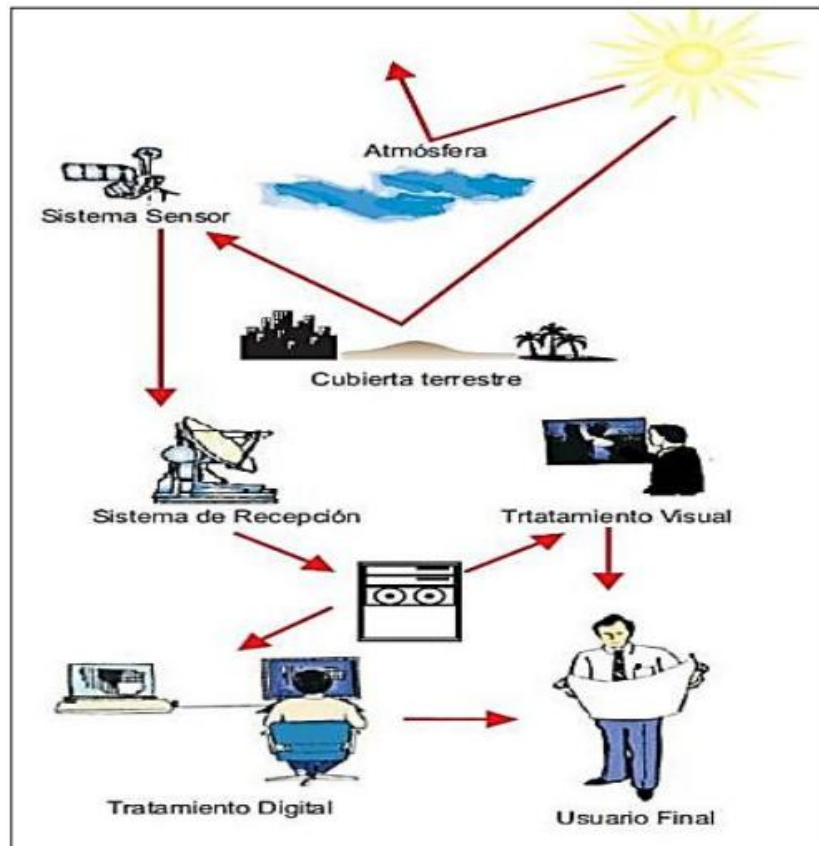 Atmósfera
Sistema Sensor
Cubierta terrestre
Sistema de Recepción
Trtatamiento Visual
Tratamiento Digital
Usuario Final